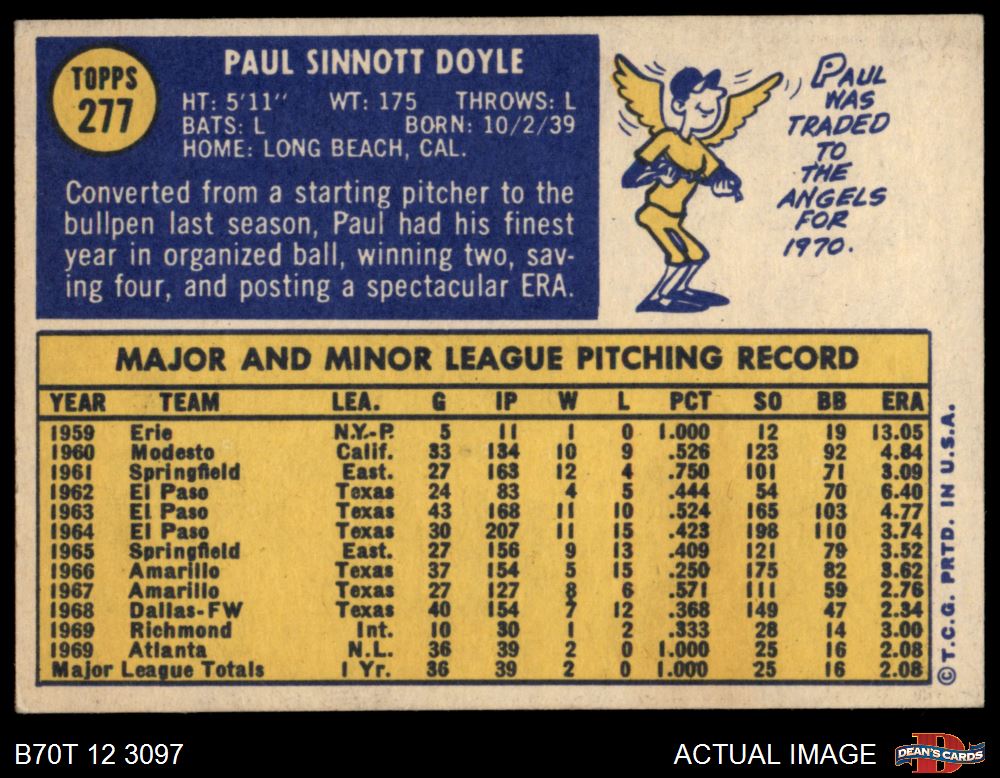 TOPPS
277
PAUL SINNOTT DOYLE
HT: 5'11" WT: 175 THROWS: L
BATS: L BORN: 10/2/39
HOME: LONG BEACH, CAL.
Converted from a starting pitcher to the
bullpen last season, Paul had his finest
year in organized ball, winning two, sav-
ing four, and posting a spectacular ERA.
PAUL
WAS
TRADED
TO
THE
ANGELS
FOR
1970.
MAJOR AND MINOR LEAGUE PITCHING RECORD
YEAR TEAM LEA. G IP W L PCT SO BB ERA
1959 Erie N.Y.-P. 5 11 1 0 1.000 12 19 13.05
1960 Modesto Calif. 33 134 10 9 .526 123 92 4.84
1961 Springfield East. 27 163 12 4 .750 101 71 3.09
1962 El Paso Texas 24 83 4 5 .444 54 70 6.40
1963 El Paso Texas 43 168 11 10 .524 165 103 4.77
1964 El Paso Texas 30 207 11 15 .423 198 110 3.74
1965 Springfield East. 27 156 9 13 .409 121 79 3.52
1966 Amarillo Texas 37 154 5 15 .250 175 82 3.62
1967 Amarillo Texas 27 127 8 6 .571 111 59 2.76
1968 Dallas-FW Texas 40 154 7 12 .368 149 47 2.34
1969 Richmond Int. 10 30 1 2 .333 28 14 3.00
1969 Atlanta N.L. 36 39 2 0 1.000 25 16 2.08
Major League Totals 1 Yr. 36 39 2 0 1.000 25 16 2.08
© T.C.G. PRTD. IN U.S.A.
B70T 12 3097
ACTUAL IMAGE
DEAN'S CARDS